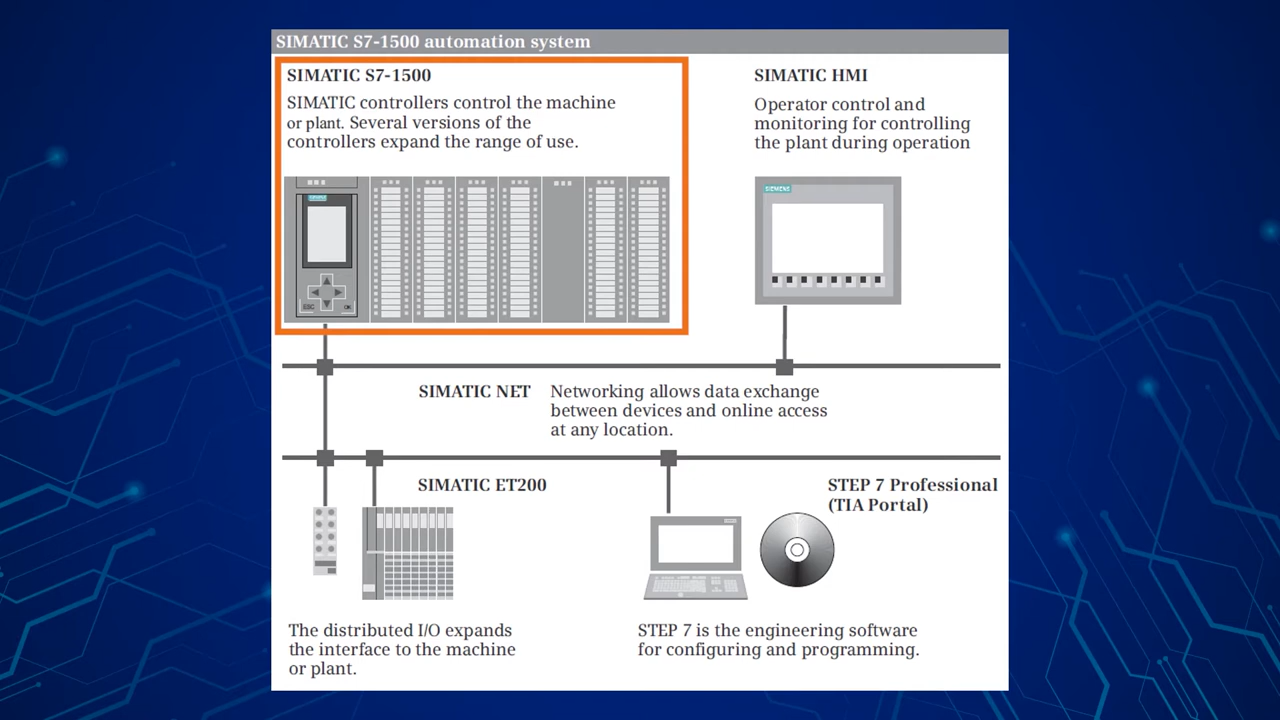 SIMATIC S7-1500 automation system
SIMATIC S7-1500
SIMATIC controllers control the machine
or plant. Several versions of the
controllers expand the range of use.
SIMATIC HMI
Operator control and
monitoring for controlling
the plant during operation
SIEMENS
ESC
OK
SIMATIC NET
Networking allows data exchange
between devices and online access
at any location.
SIMATIC ET200
STEP 7 Professional
(TIA Portal)
The distributed I/O expands
the interface to the machine
or plant.
STEP 7 is the engineering software
for configuring and programming.